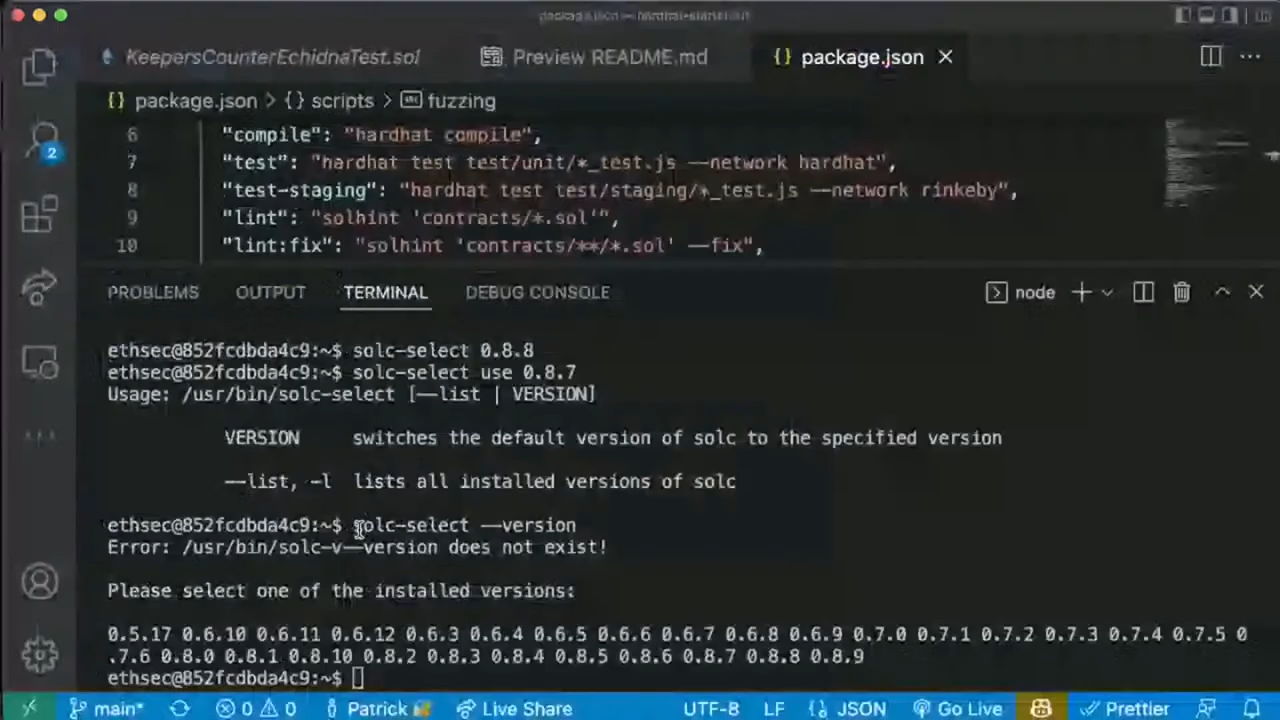 KeepersCounterEchidnaTest.sol
Preview README.md
{} package.json
{} package.json > {} scripts > abc fuzzing
6 "compile": "hardhat compile",
7 "test": "hardhat test test/unit/*_test.js --network hardhat",
8 "test-staging": "hardhat test test/staging/*_test.js --network rinkeby",
9 "lint": "solhint 'contracts/*.sol'",
10 "lint:fix": "solhint 'contracts/**/*.sol' --fix",
2
PROBLEMS OUTPUT TERMINAL DEBUG CONSOLE node
ethsec@852fcdbda4c9:~$ solc-select 0.8.8
ethsec@852fcdbda4c9:~$ solc-select use 0.8.7
Usage: /usr/bin/solc-select [--list | VERSION]
VERSION switches the default version of solc to the specified version
--list, -l lists all installed versions of solc
ethsec@852fcdbda4c9:~$ solc-select --version
Error: /usr/bin/solc-v--version does not exist!
Please select one of the installed versions:
0.5.17 0.6.10 0.6.11 0.6.12 0.6.3 0.6.4 0.6.5 0.6.6 0.6.7 0.6.8 0.6.9 0.7.0 0.7.1 0.7.2 0.7.3 0.7.4 0.7.5 0
.7.6 0.8.0 0.8.1 0.8.10 0.8.2 0.8.3 0.8.4 0.8.5 0.8.6 0.8.7 0.8.8 0.8.9
ethsec@852fcdbda4c9:~$
main* 0 0 Patrick Live Share UTF-8 LF {} JSON Go Live Prettier